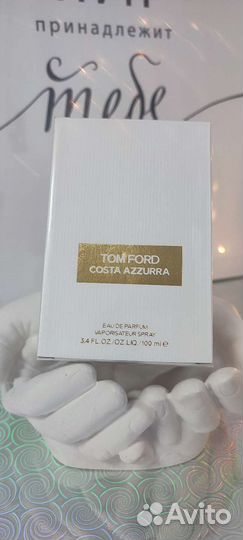 принадлежит
тебе
TOM FORD
COSTA AZZURRA
EAU DE PARFUM
VAPORISATEUR SPRAY
3.4 FL.OZ./OZ.LIQ./100 ml e
Avito